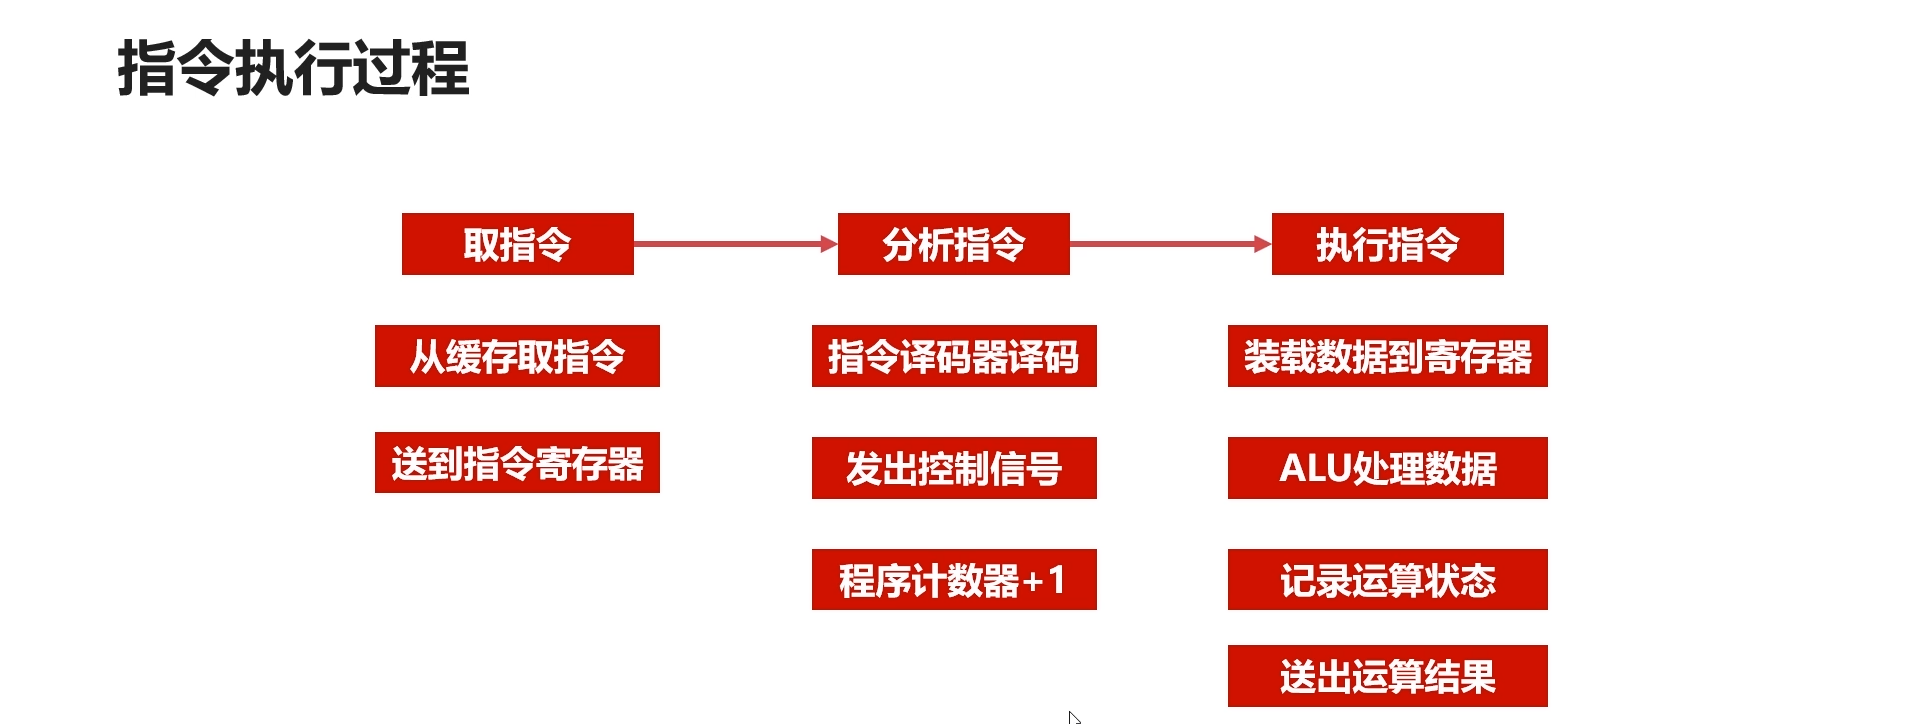 指令执行过程
取指令
分析指令
执行指令
从缓存取指令
指令译码器译码
装载数据到寄存器
送到指令寄存器
发出控制信号
ALU处理数据
程序计数器+1
记录运算状态
送出运算结果